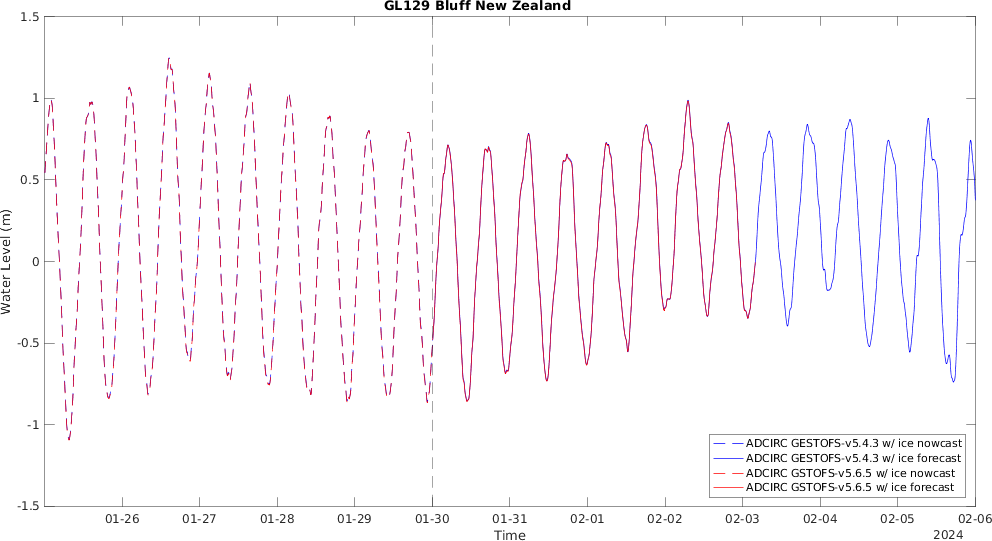 GL129 Bluff New Zealand
1.5
1
0.5
0
-0.5
-1
-1.5
Water Level (m)
ADCIRC GESTOFS-v5.4.3 w/ ice nowcast
ADCIRC GESTOFS-v5.4.3 w/ ice forecast
ADCIRC GSTOFS-v5.6.5 w/ ice nowcast
ADCIRC GSTOFS-v5.6.5 w/ ice forecast
01-26 01-27 01-28 01-29 01-30 01-31 02-01 02-02 02-03 02-04 02-05 02-06
Time
2024